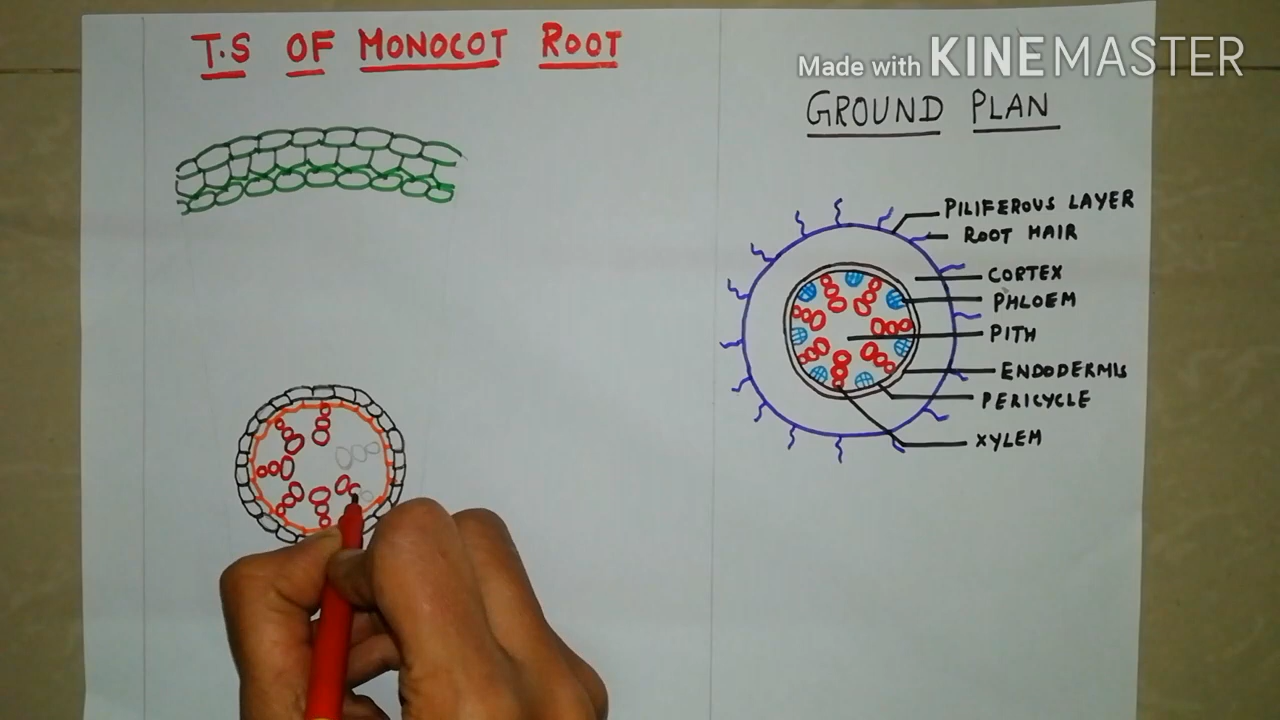 T.S OF MONOCOT ROOT
Made with KINEMASTER
GROUND PLAN
PILIFEROUS LAYER
ROOT HAIR
CORTEX
PHLOEM
PITH
ENDODERMIS
PERICYCLE
XYLEM